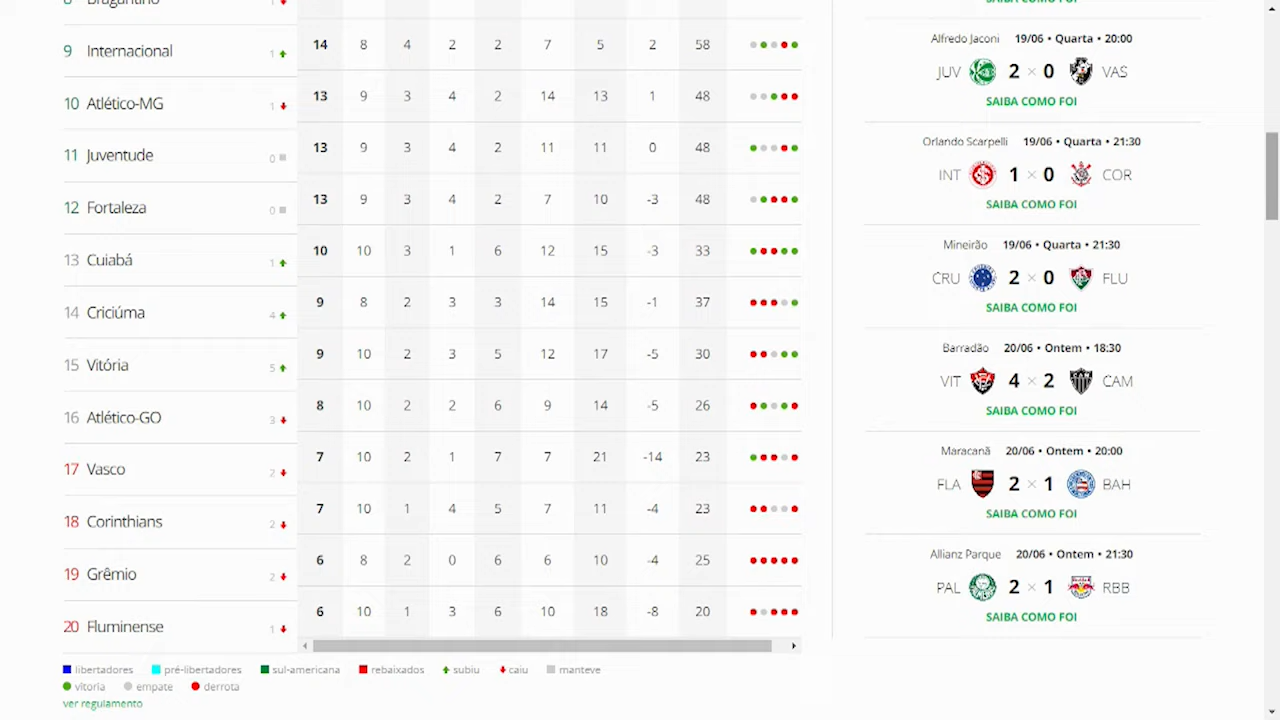 8 Bragantino 1
9 Internacional 1 14 8 4 2 2 7 5 2 58
10 Atlético-MG 1 13 9 3 4 2 14 13 1 48
11 Juventude 0 13 9 3 4 2 11 11 0 48
12 Fortaleza 0 13 9 3 4 2 7 10 -3 48
13 Cuiabá 1 10 10 3 1 6 12 15 -3 33
14 Criciúma 4 9 8 2 3 3 14 15 -1 37
15 Vitória 5 9 10 2 3 5 12 17 -5 30
16 Atlético-GO 3 8 10 2 2 6 9 14 -5 26
17 Vasco 2 7 10 2 1 7 7 21 -14 23
18 Corinthians 2 7 10 1 4 5 7 11 -4 23
19 Grêmio 2 6 8 2 0 6 6 10 -4 25
20 Fluminense 1 6 10 1 3 6 10 18 -8 20
libertadores pré-libertadores sul-americana rebaixados subiu caiu manteve
vitoria empate derrota
ver regulamento
SAIBA COMO FOI
Alfredo Jaconi 19/06 • Quarta • 20:00
JUV 2 × 0 VAS
SAIBA COMO FOI
Orlando Scarpelli 19/06 • Quarta • 21:30
INT 1 × 0 COR
SAIBA COMO FOI
Mineirão 19/06 • Quarta • 21:30
CRU 2 × 0 FLU
SAIBA COMO FOI
Barradão 20/06 • Ontem • 18:30
VIT 4 × 2 CAM
SAIBA COMO FOI
Maracanã 20/06 • Ontem • 20:00
FLA 2 × 1 BAH
SAIBA COMO FOI
Allianz Parque 20/06 • Ontem • 21:30
PAL 2 × 1 RBB
SAIBA COMO FOI